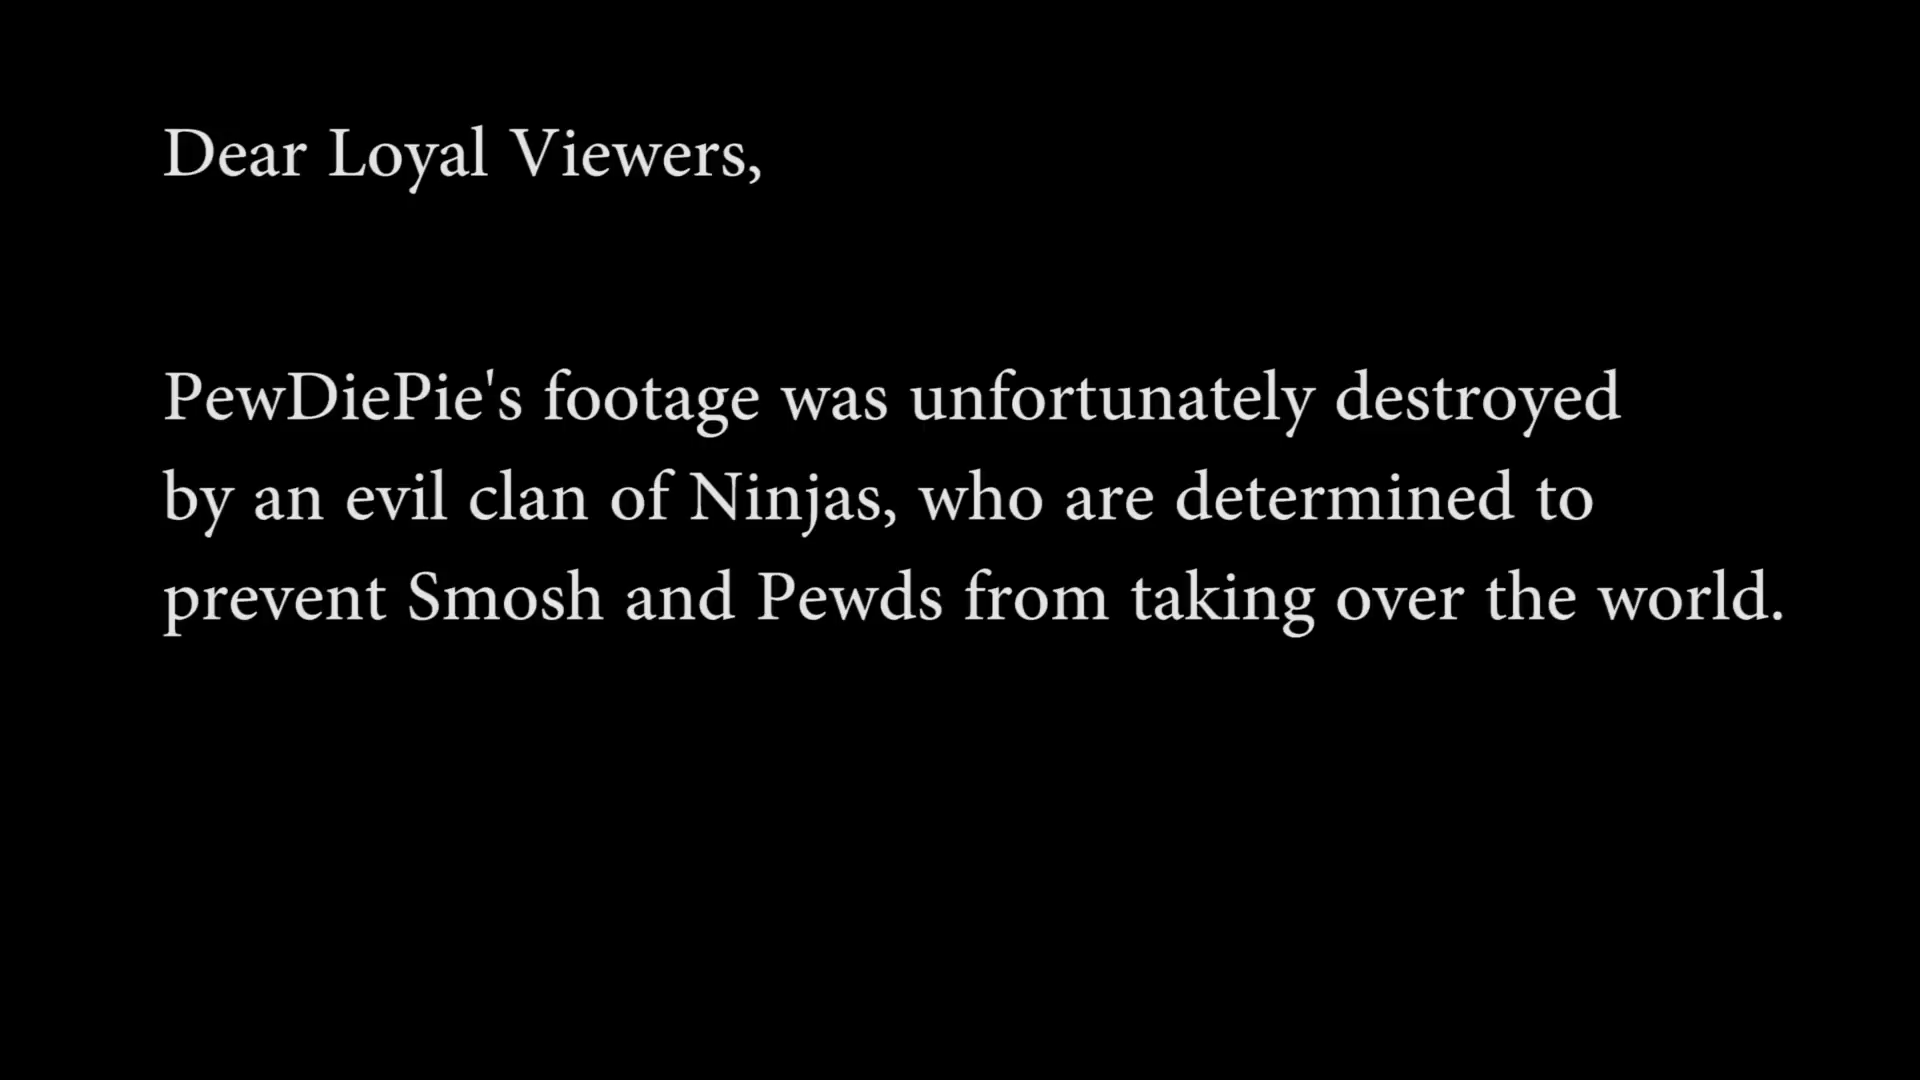 Dear Loyal Viewers,
PewDiePie's footage was unfortunately destroyed
by an evil clan of Ninjas, who are determined to
prevent Smosh and Pewds from taking over the world.